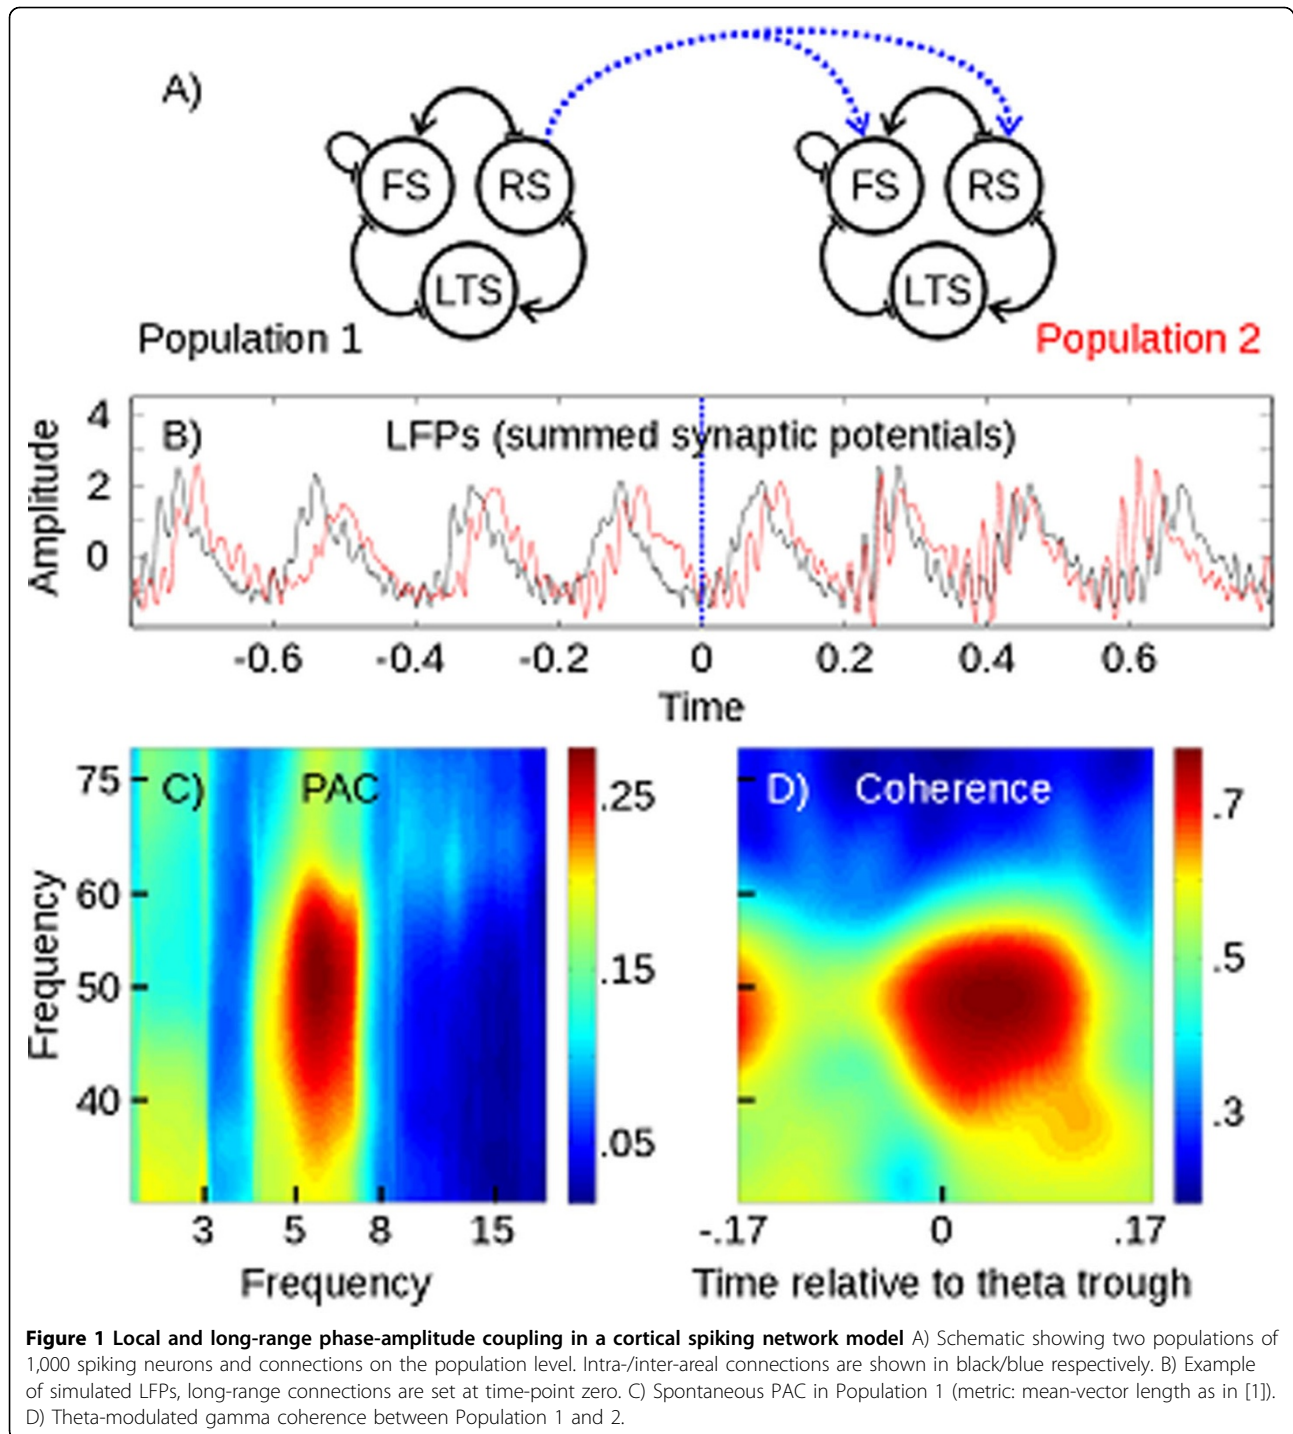 A)
FS RS FS RS
LTS LTS
Population 1 Population 2
B) LFPs (summed synaptic potentials)
Amplitude
4
2
0
-0.6 -0.4 -0.2 0 0.2 0.4 0.6
Time
C) PAC
Frequency
75
60
50
40
3 5 8 15
Frequency
.25
.15
.05
D) Coherence
-.17 0 .17
Time relative to theta trough
.7
.5
.3
Figure 1 Local and long-range phase-amplitude coupling in a cortical spiking network model A) Schematic showing two populations of
1,000 spiking neurons and connections on the population level. Intra-/inter-areal connections are shown in black/blue respectively. B) Example
of simulated LFPs, long-range connections are set at time-point zero. C) Spontaneous PAC in Population 1 (metric: mean-vector length as in [1]).
D) Theta-modulated gamma coherence between Population 1 and 2.